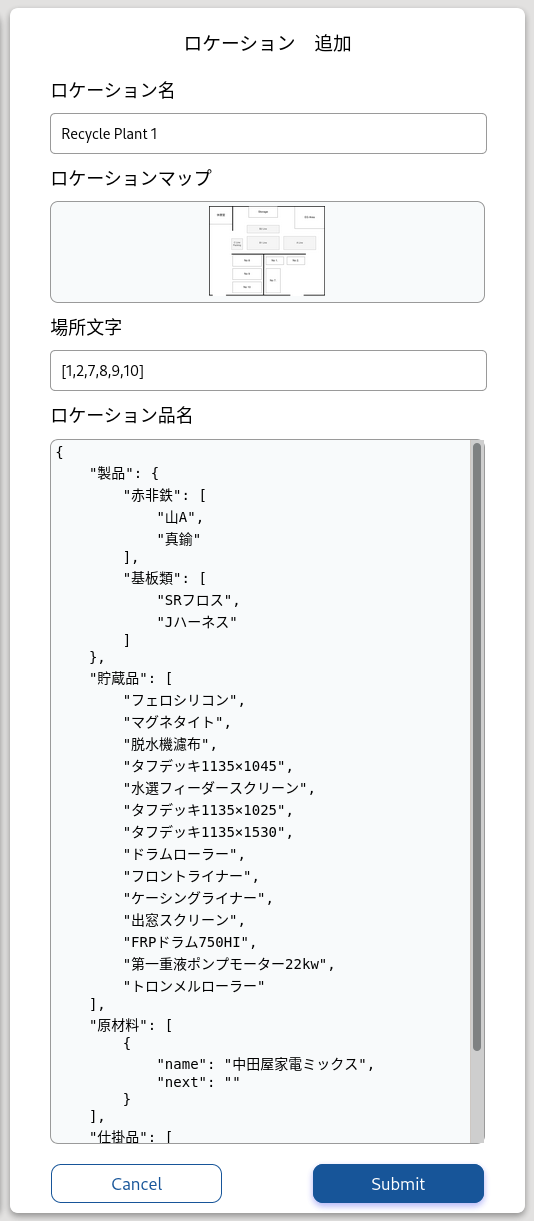 ロケーション　追加
ロケーション名
Recycle Plant 1
ロケーションマップ
場所文字
[1,2,7,8,9,10]
ロケーション品名
{
    "製品": {
        "赤非鉄": [
            "山A",
            "真鍮"
        ],
        "基板類": [
            "SRフロス",
            "Jハーネス"
        ]
    },
    "貯蔵品": [
        "フェロシリコン",
        "マグネタイト",
        "脱水機濾布",
        "タフデッキ1135×1045",
        "水選フィーダースクリーン",
        "タフデッキ1135×1025",
        "タフデッキ1135×1530",
        "ドラムローラー",
        "フロントライナー",
        "ケーシングライナー",
        "出窓スクリーン",
        "FRPドラム750HI",
        "第一重液ポンプモーター22kw",
        "トロンメルローラー"
    ],
    "原材料": [
        {
            "name": "中田屋家電ミックス",
            "next": ""
        }
    ],
    "仕掛品": [
Cancel
Submit